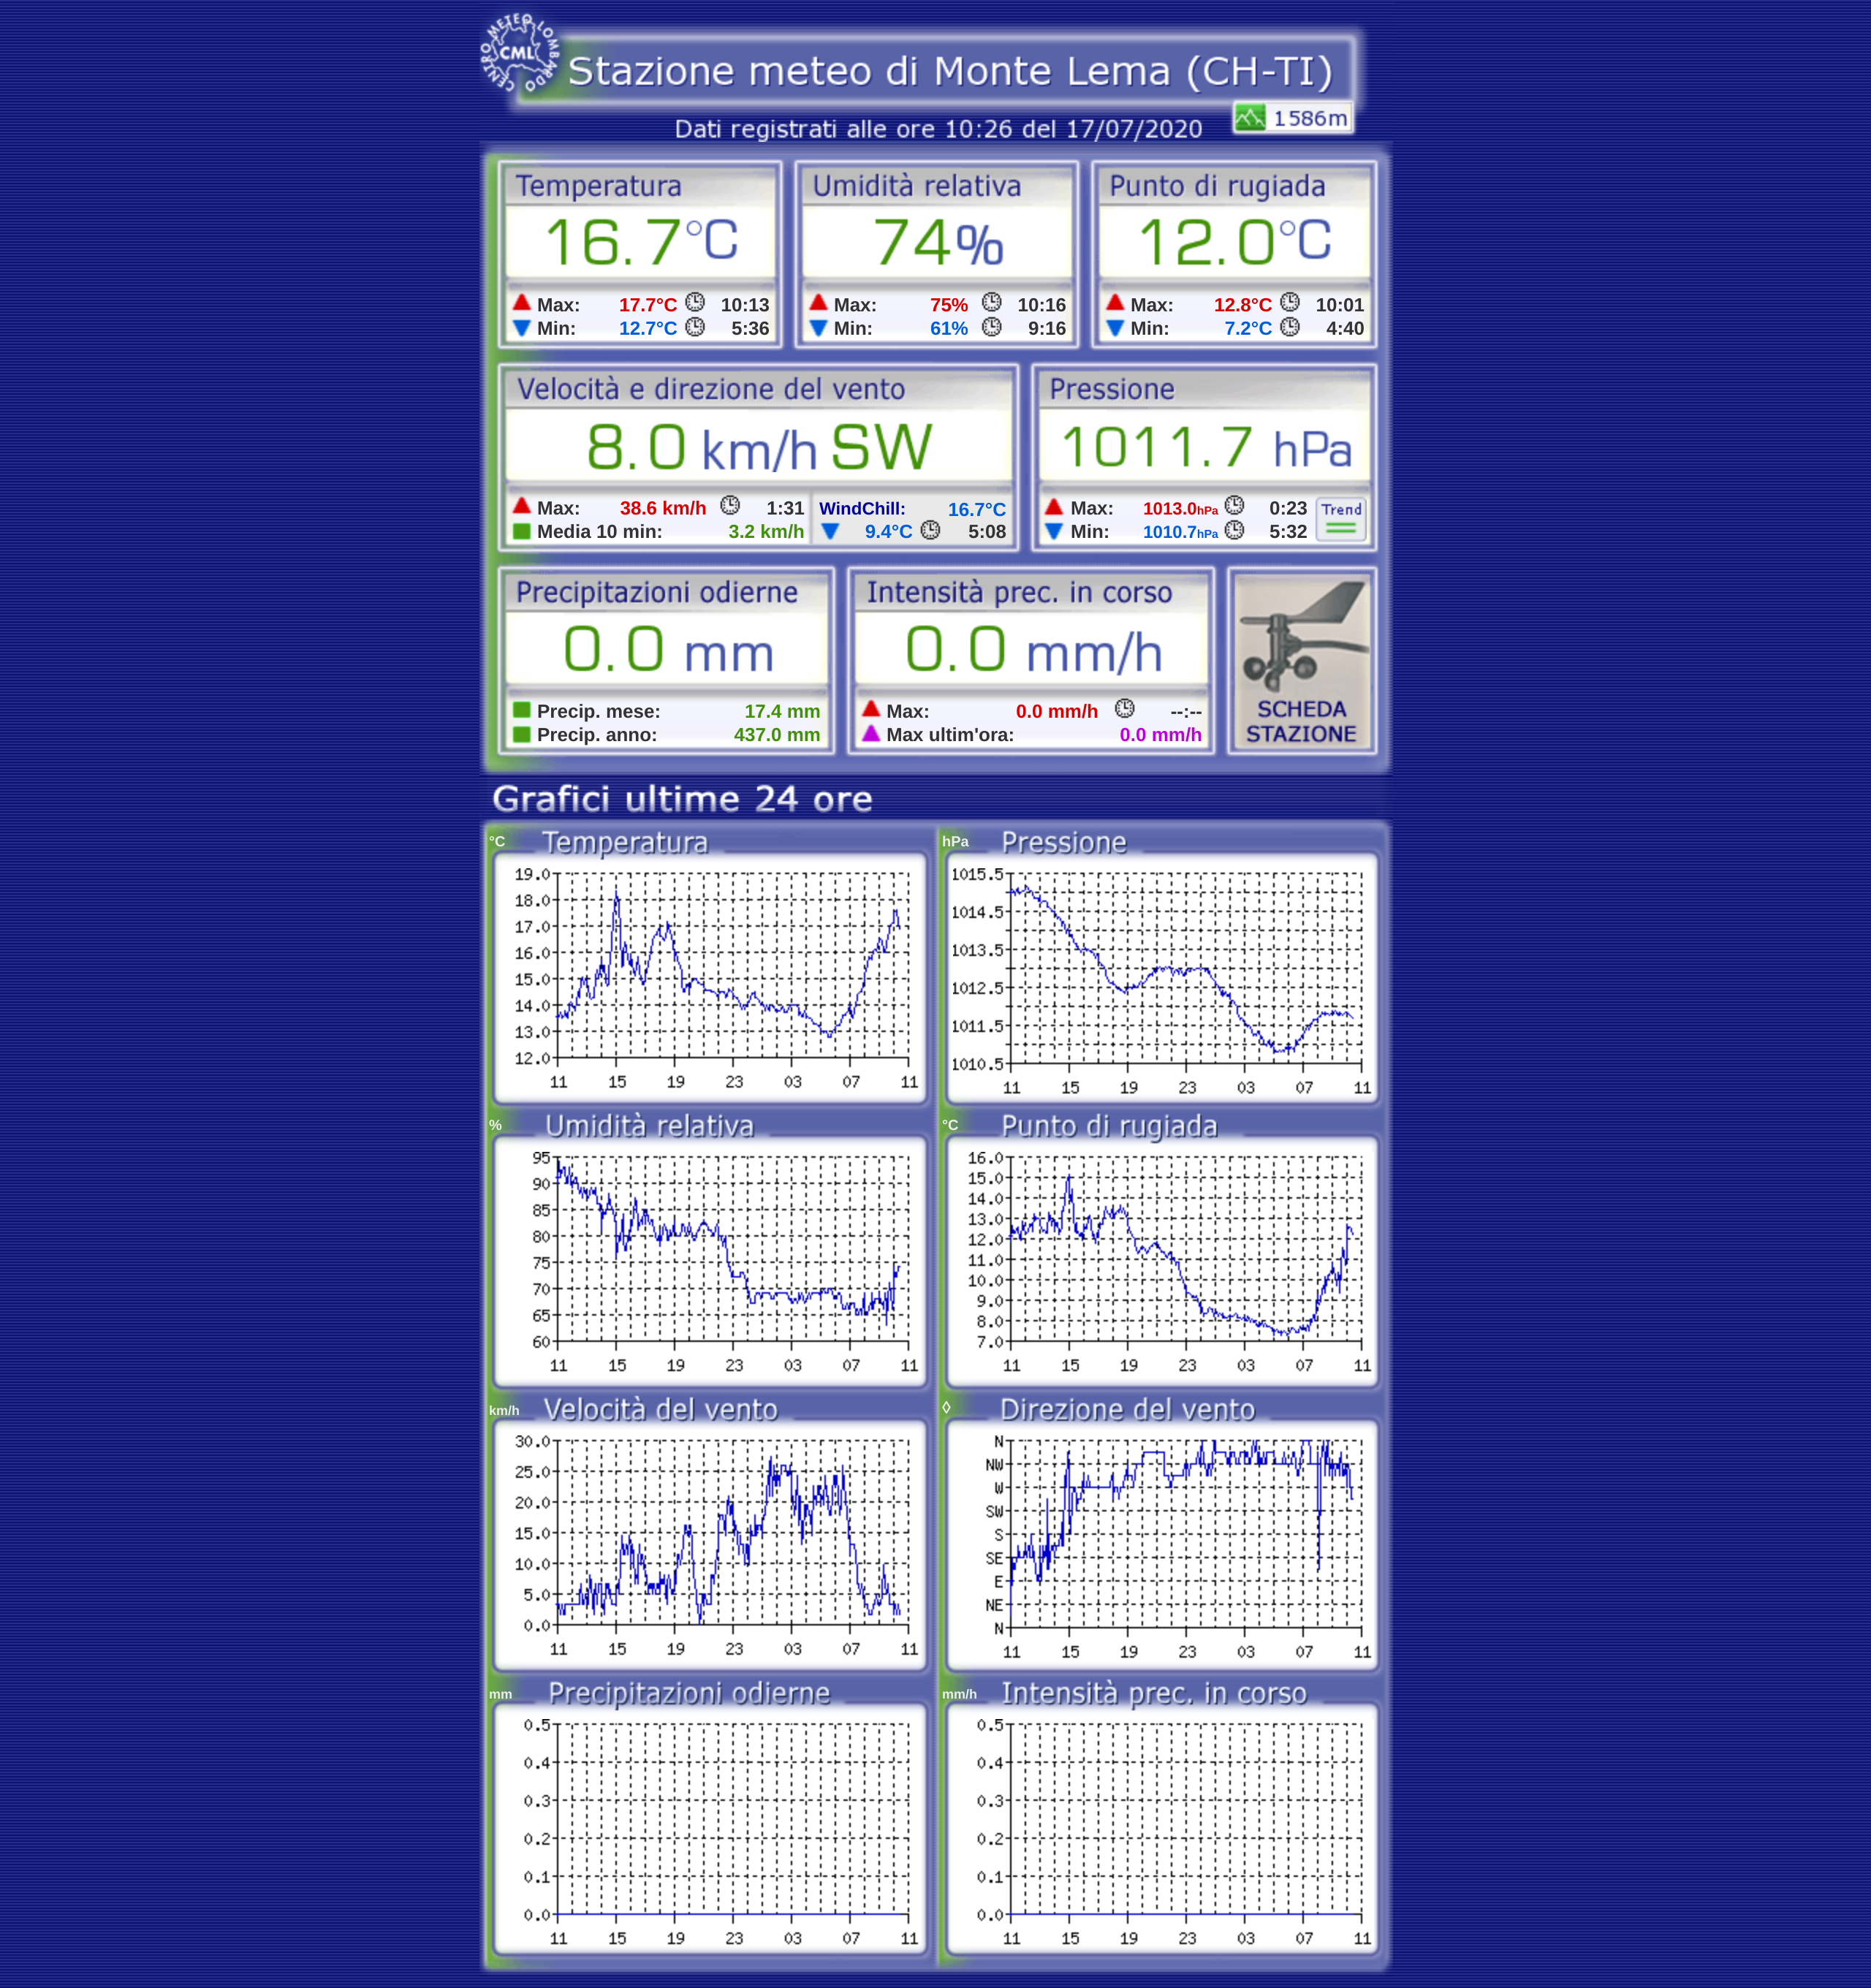 CENTRO METEO LOMBARDO
CML
Stazione meteo di Monte Lema (CH-TI)
1586m
Dati registrati alle ore 10:26 del 17/07/2020
Temperatura
16.7°C
Max: 17.7°C 10:13
Min: 12.7°C 5:36
Umidità relativa
74%
Max: 75% 10:16
Min: 61% 9:16
Punto di rugiada
12.0°C
Max: 12.8°C 10:01
Min: 7.2°C 4:40
Velocità e direzione del vento
8.0 km/h SW
Max: 38.6 km/h 1:31
Media 10 min: 3.2 km/h
WindChill: 16.7°C
9.4°C 5:08
Pressione
1011.7 hPa
Max: 1013.0hPa 0:23
Min: 1010.7hPa 5:32
Trend
Precipitazioni odierne
0.0 mm
Precip. mese: 17.4 mm
Precip. anno: 437.0 mm
Intensità prec. in corso
0.0 mm/h
Max: 0.0 mm/h --:--
Max ultim'ora: 0.0 mm/h
SCHEDA
STAZIONE
Grafici ultime 24 ore
°C Temperatura
19.0
18.0
17.0
16.0
15.0
14.0
13.0
12.0
11 15 19 23 03 07 11
hPa Pressione
1015.5
1014.5
1013.5
1012.5
1011.5
1010.5
11 15 19 23 03 07 11
% Umidità relativa
95
90
85
80
75
70
65
60
11 15 19 23 03 07 11
°C Punto di rugiada
16.0
15.0
14.0
13.0
12.0
11.0
10.0
9.0
8.0
7.0
11 15 19 23 03 07 11
km/h Velocità del vento
30.0
25.0
20.0
15.0
10.0
5.0
0.0
11 15 19 23 03 07 11
◊ Direzione del vento
N
NW
W
SW
S
SE
E
NE
N
11 15 19 23 03 07 11
mm Precipitazioni odierne
0.5
0.4
0.3
0.2
0.1
0.0
11 15 19 23 03 07 11
mm/h Intensità prec. in corso
0.5
0.4
0.3
0.2
0.1
0.0
11 15 19 23 03 07 11